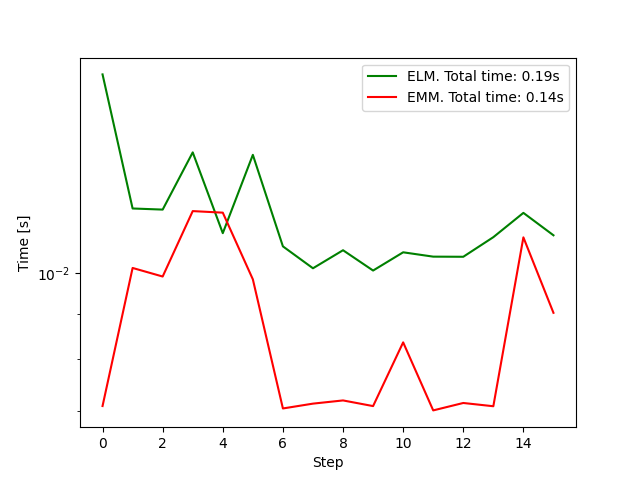 ELM. Total time: 0.19s
EMM. Total time: 0.14s
Time [s]
10⁻²
0 2 4 6 8 10 12 14
Step